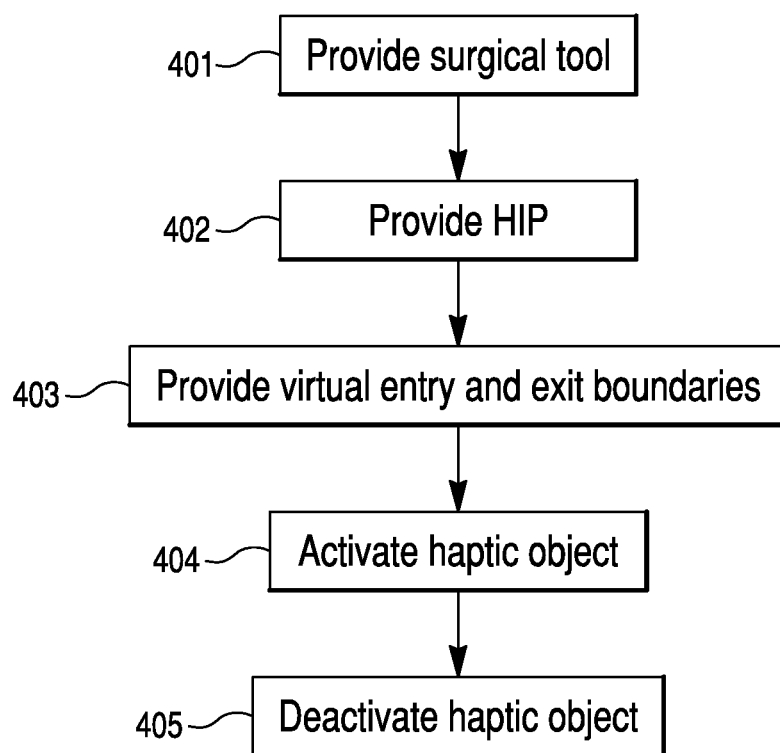 401 Provide surgical tool
402 Provide HIP
403 Provide virtual entry and exit boundaries
404 Activate haptic object
405 Deactivate haptic object